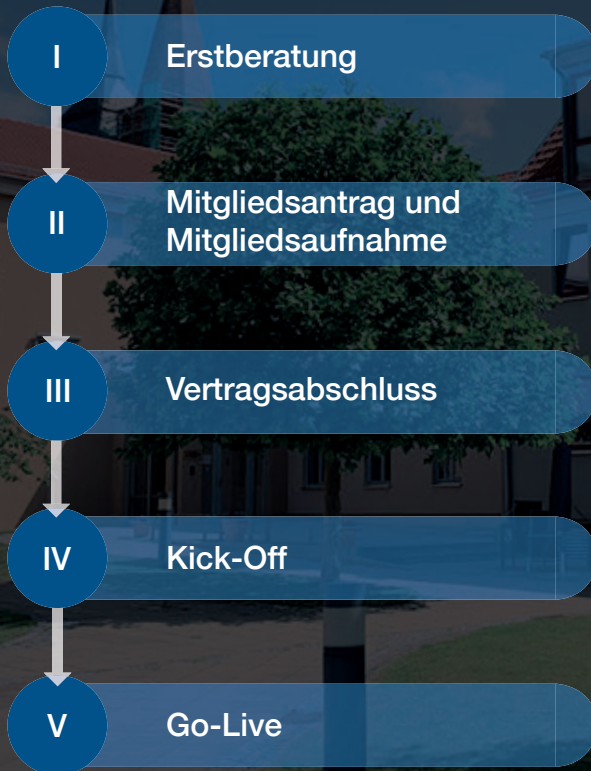 I
Erstberatung
II
Mitgliedsantrag und
Mitgliedsaufnahme
III
Vertragsabschluss
IV
Kick-Off
V
Go-Live